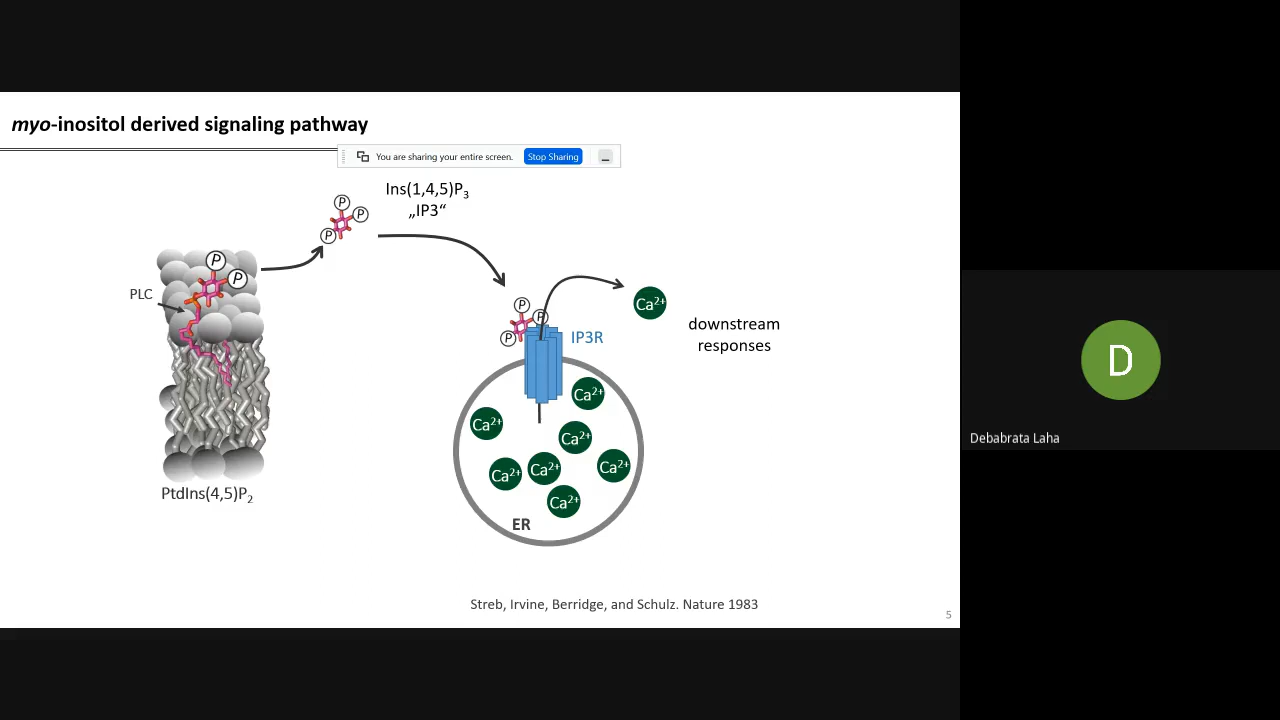 myo-inositol derived signaling pathway
You are sharing your entire screen.
Stop Sharing
Ins(1,4,5)P3
„IP3“
P
P
P
P
P
PLC
P
P
P
Ca2+
IP3R
downstream
responses
Ca2+
Ca2+
Ca2+
Ca2+
Ca2+
Ca2+
Ca2+
ER
PtdIns(4,5)P2
Streb, Irvine, Berridge, and Schulz. Nature 1983
5
D
Debabrata Laha